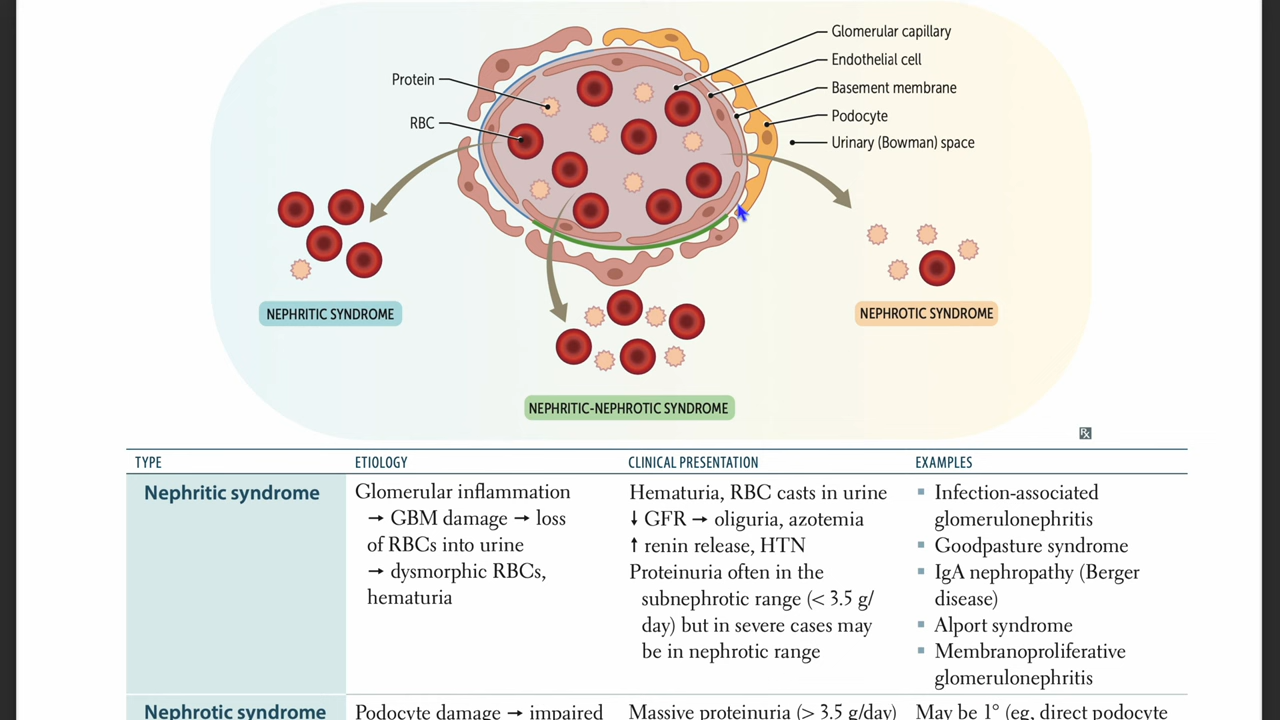 Glomerular capillary
Endothelial cell
Protein
Basement membrane
Podocyte
RBC
Urinary (Bowman) space
NEPHRITIC SYNDROME
NEPHROTIC SYNDROME
NEPHRITIC-NEPHROTIC SYNDROME
Rx
TYPE
ETIOLOGY
CLINICAL PRESENTATION
EXAMPLES
Nephritic syndrome
Glomerular inflammation
→ GBM damage → loss
of RBCs into urine
→ dysmorphic RBCs,
hematuria
Hematuria, RBC casts in urine
↓ GFR → oliguria, azotemia
↑ renin release, HTN
Proteinuria often in the
subnephrotic range (< 3.5 g/
day) but in severe cases may
be in nephrotic range
▪ Infection-associated
glomerulonephritis
▪ Goodpasture syndrome
▪ IgA nephropathy (Berger
disease)
▪ Alport syndrome
▪ Membranoproliferative
glomerulonephritis
Nephrotic syndrome
Podocyte damage → impaired
Massive proteinuria (> 3.5 g/day)
May be 1° (eg, direct podocyte